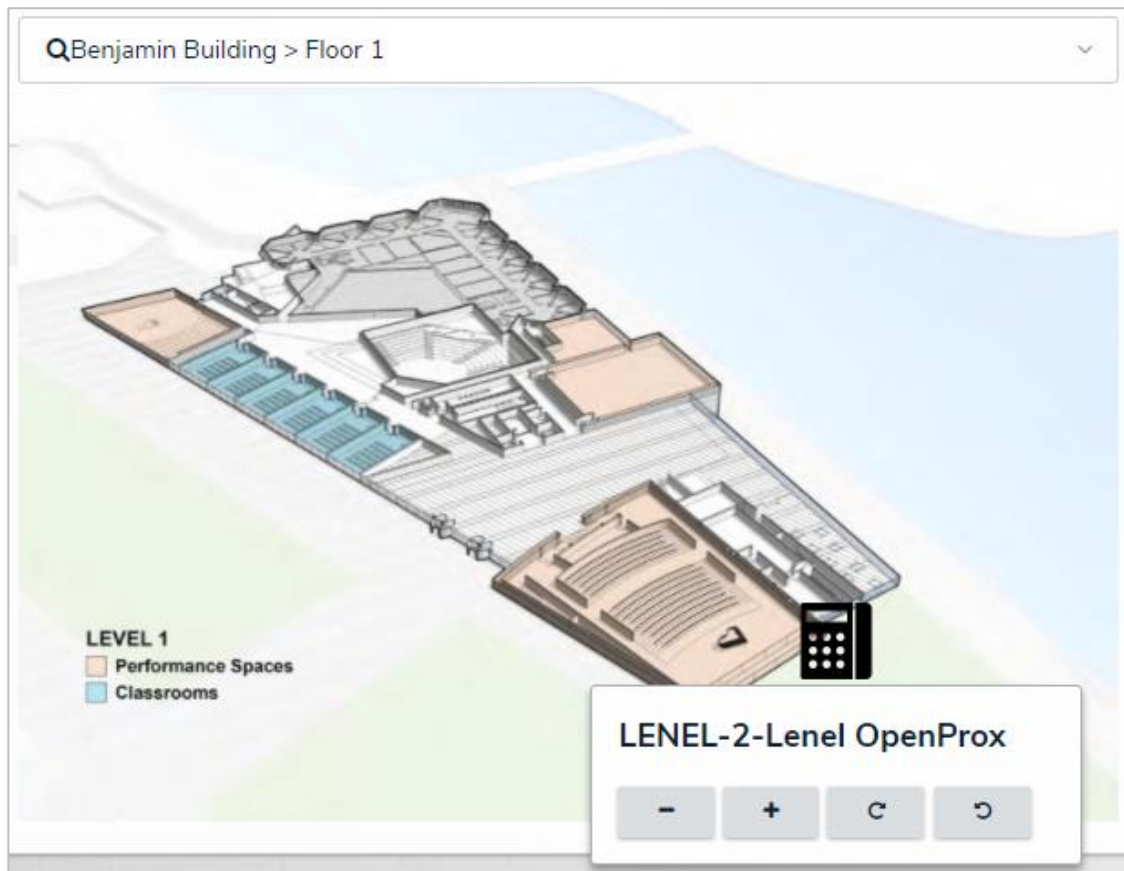 Benjamin Building > Floor 1
LEVEL 1
Performance Spaces
Classrooms
LENEL-2-Lenel OpenProx